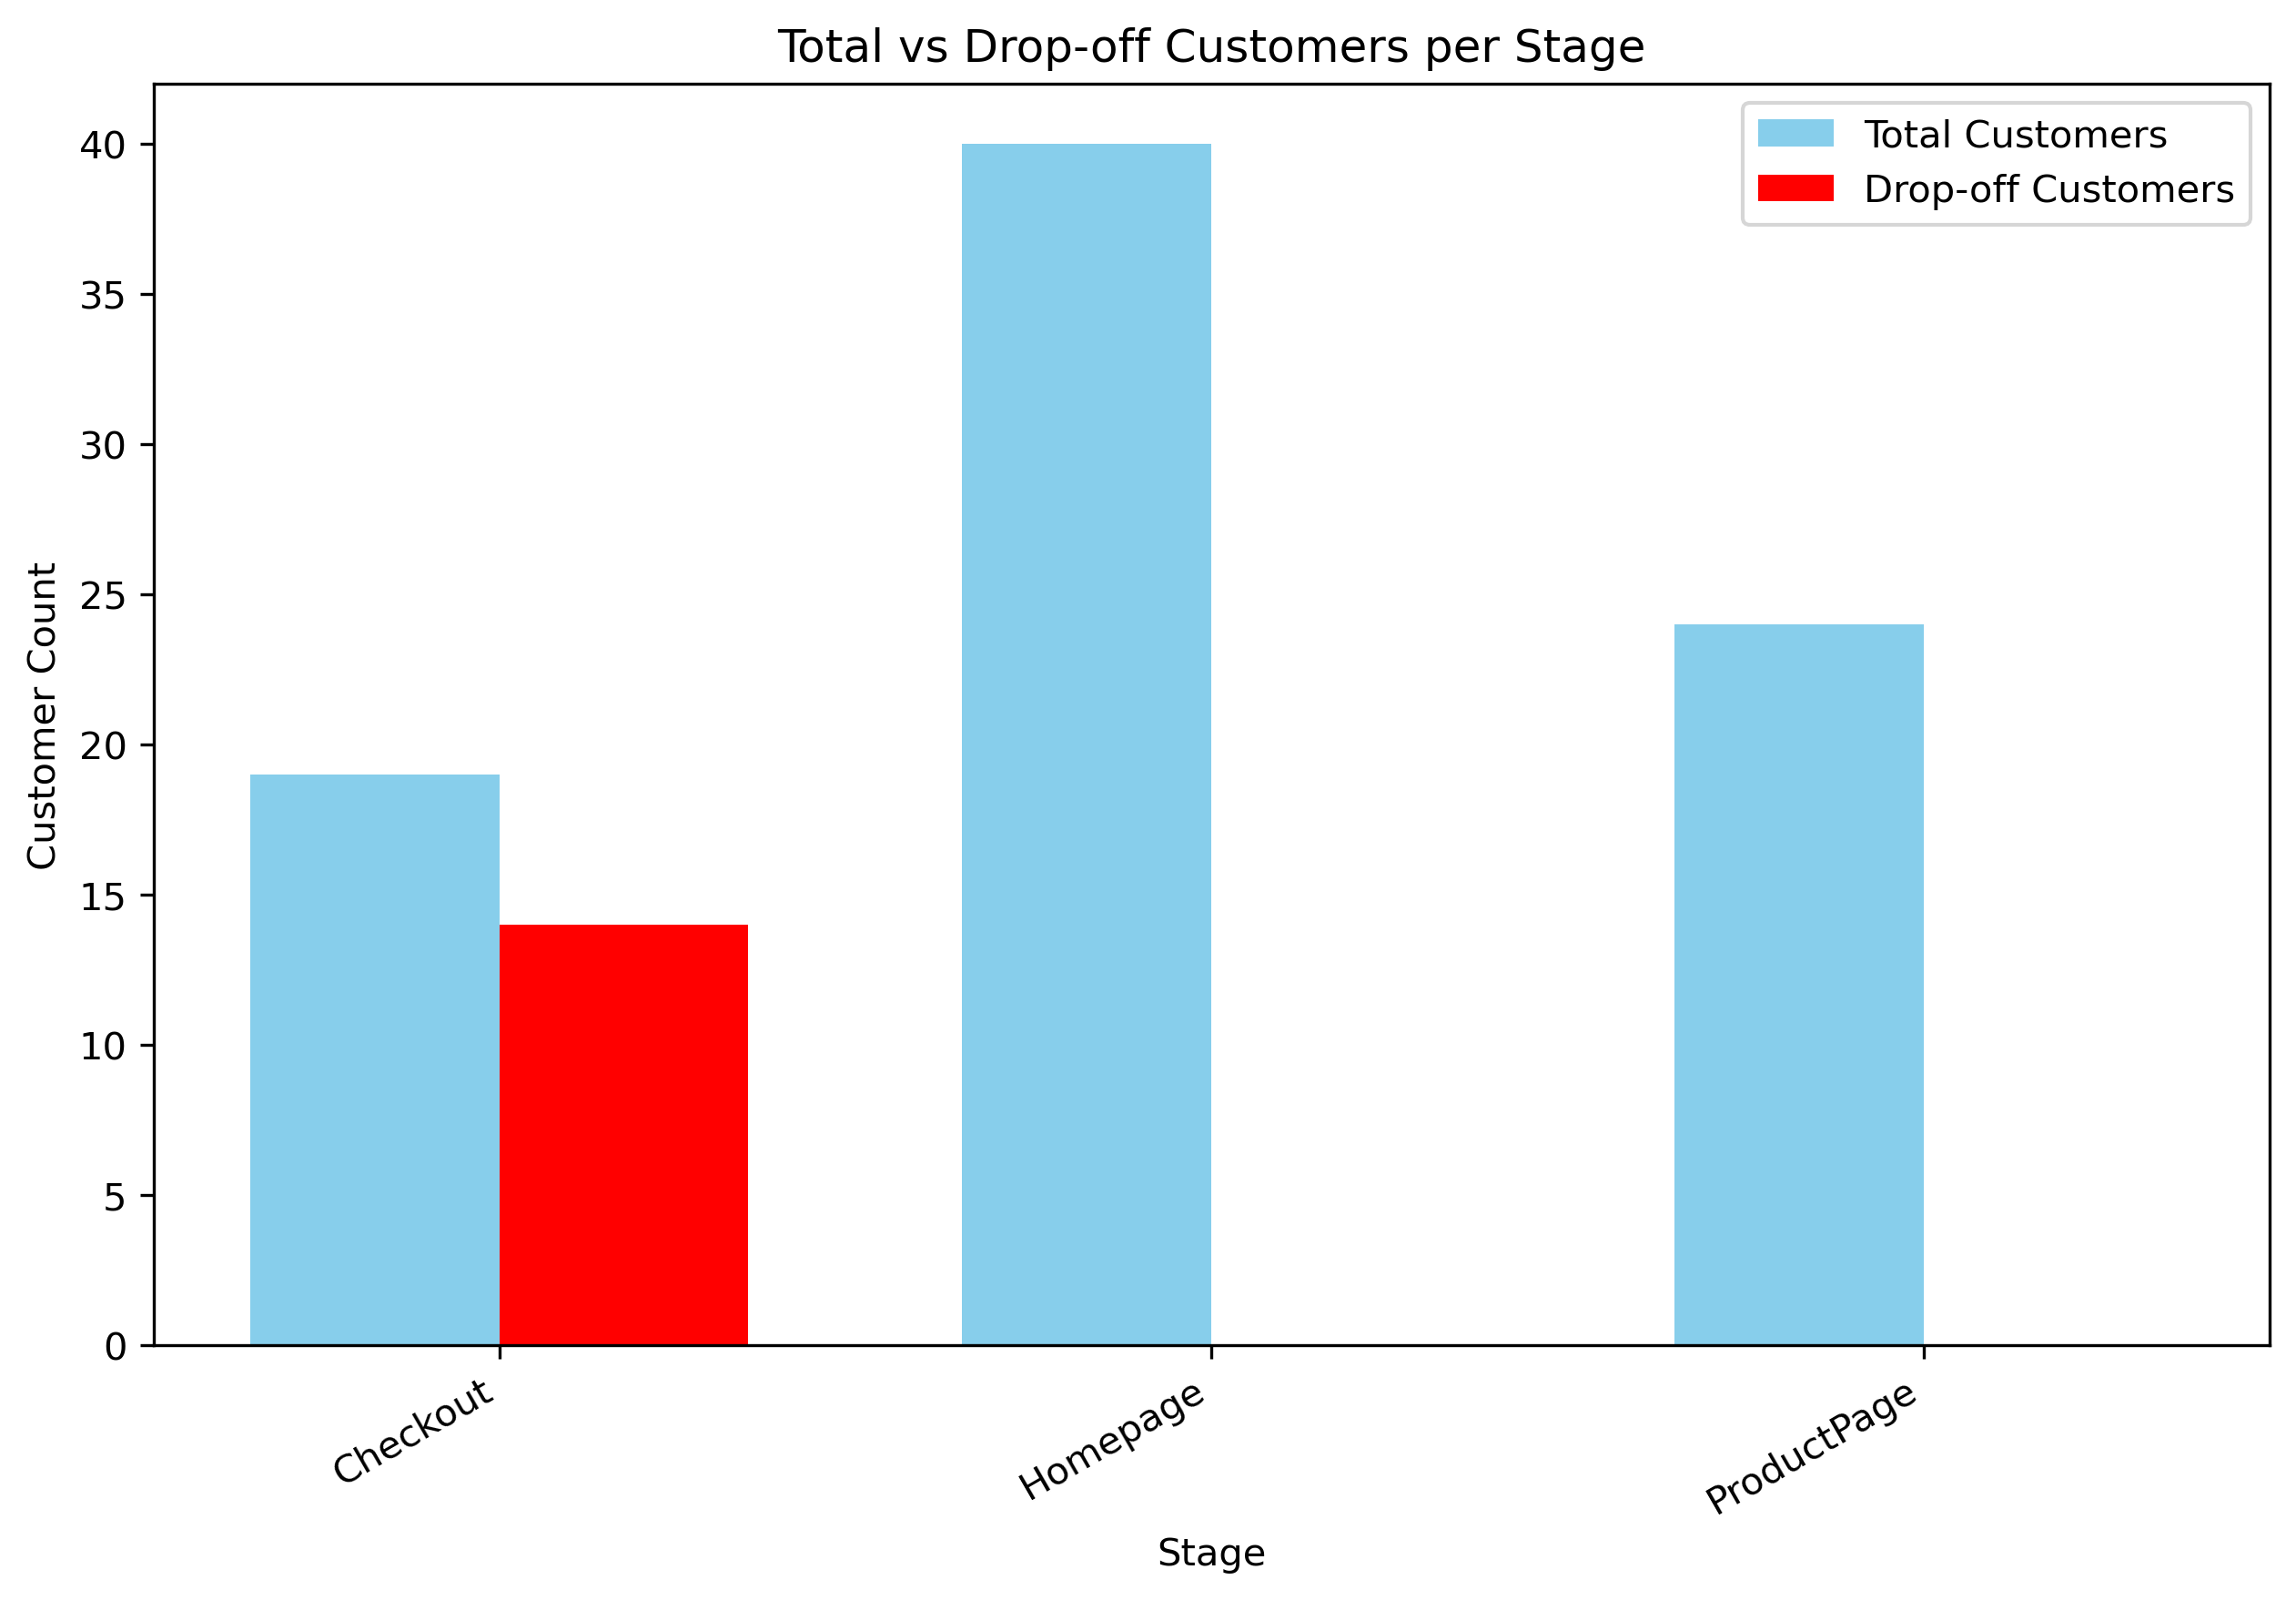 Total vs Drop-off Customers per Stage
Total Customers
Drop-off Customers
40
35
30
25
20
15
10
5
0
Customer Count
Checkout
Homepage
ProductPage
Stage